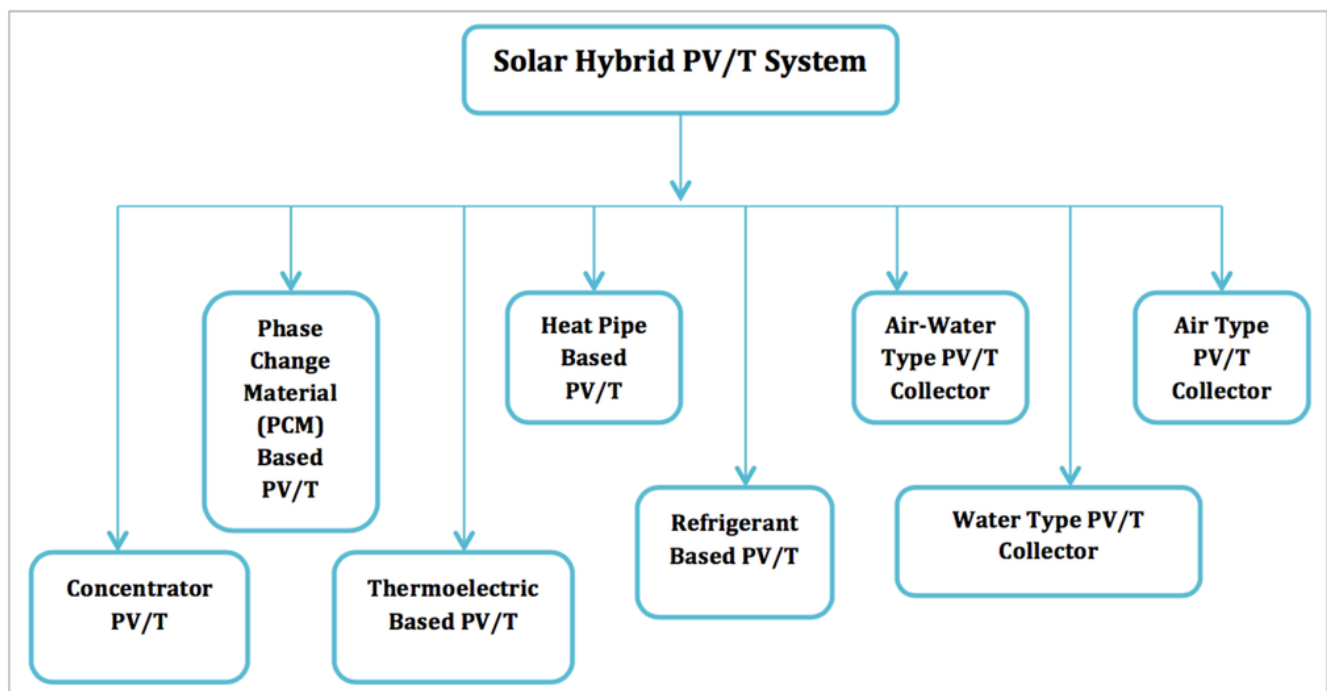 Solar Hybrid PV/T System
Phase
Change
Material
(PCM)
Based
PV/T
Heat Pipe
Based
PV/T
Air-Water
Type PV/T
Collector
Air Type
PV/T
Collector
Concentrator
PV/T
Thermoelectric
Based PV/T
Refrigerant
Based PV/T
Water Type PV/T
Collector